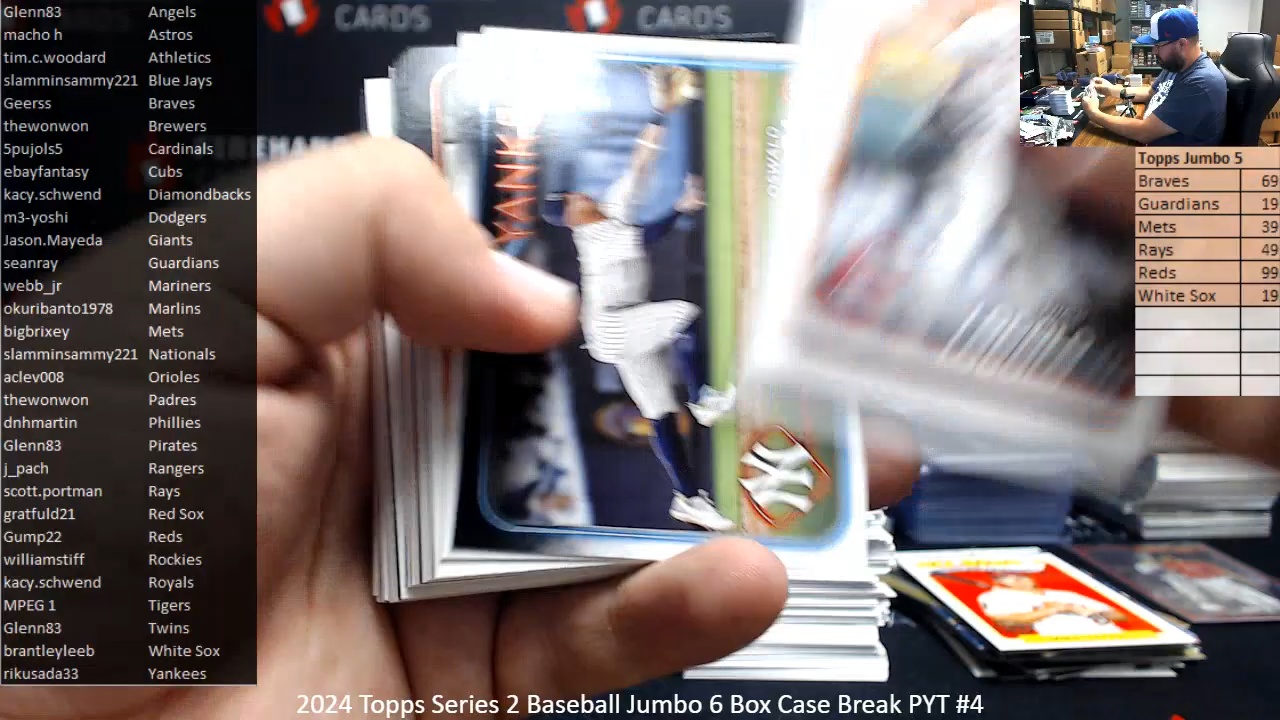 Glenn83 Angels
macho h Astros
tim.c.woodard Athletics
slamminsammy221 Blue Jays
Geerss Braves
thewonwon Brewers
5pujols5 Cardinals
ebayfantasy Cubs
kacy.schwend Diamondbacks
m3-yoshi Dodgers
Jason.Mayeda Giants
seanray Guardians
webb_jr Mariners
okuribanto1978 Marlins
bigbrixey Mets
slamminsammy221 Nationals
aclev008 Orioles
thewonwon Padres
dnhmartin Phillies
Glenn83 Pirates
j_pach Rangers
scott.portman Rays
gratfuld21 Red Sox
Gump22 Reds
williamstiff Rockies
kacy.schwend Royals
MPEG 1 Tigers
Glenn83 Twins
brantleyleeb White Sox
rikusada33 Yankees
CARDS
CARDS
OSWALD
Topps Jumbo 5
Braves 69
Guardians 19
Mets 39
Rays 49
Reds 99
White Sox 19
2024 Topps Series 2 Baseball Jumbo 6 Box Case Break PYT #4